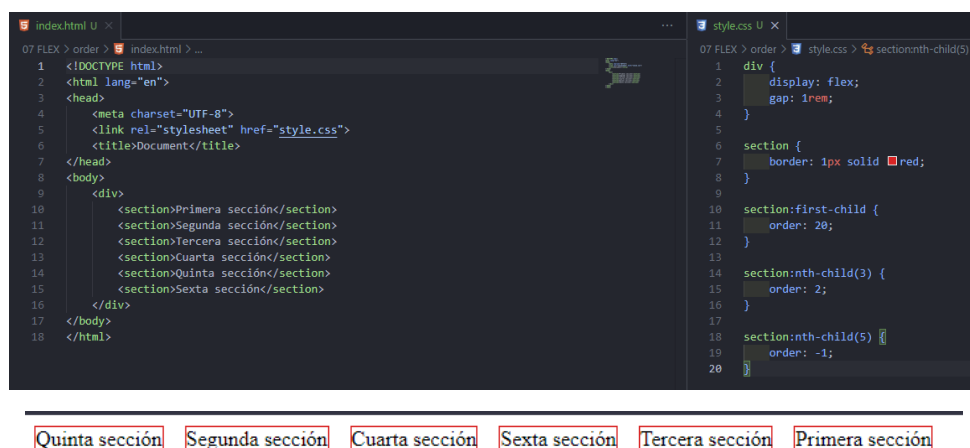 index.html U ×
07 FLEX > order > index.html > ...
1 <!DOCTYPE html>
2 <html lang="en">
3 <head>
4 <meta charset="UTF-8">
5 <link rel="stylesheet" href="style.css">
6 <title>Document</title>
7 </head>
8 <body>
9 <div>
10 <section>Primera sección</section>
11 <section>Segunda sección</section>
12 <section>Tercera sección</section>
13 <section>Cuarta sección</section>
14 <section>Quinta sección</section>
15 <section>Sexta sección</section>
16 </div>
17 </body>
18 </html>
style.css U ×
07 FLEX > order > style.css > section:nth-child(5)
1 div {
2 display: flex;
3 gap: 1rem;
4 }
5
6 section {
7 border: 1px solid red;
8 }
9
10 section:first-child {
11 order: 20;
12 }
13
14 section:nth-child(3) {
15 order: 2;
16 }
17
18 section:nth-child(5) {
19 order: -1;
20 }
Quinta sección Segunda sección Cuarta sección Sexta sección Tercera sección Primera sección